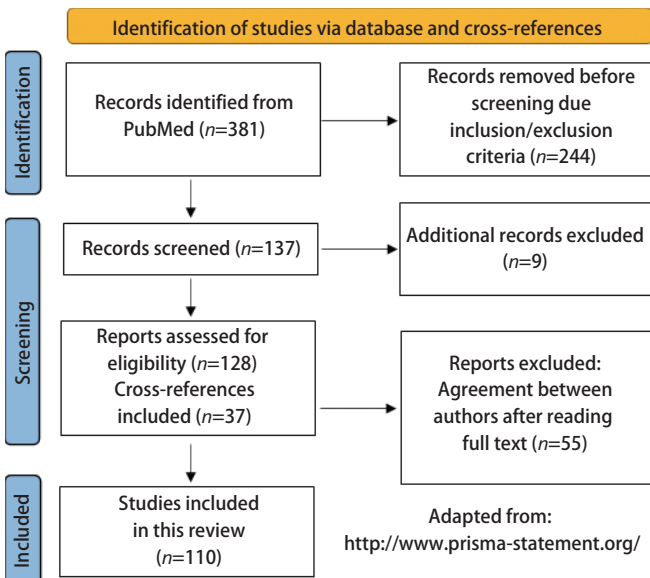 Identification of studies via database and cross-references
Identification
Records identified from
PubMed (n=381)
Records removed before
screening due
inclusion/exclusion
criteria (n=244)
Screening
Records screened (n=137)
Additional records excluded
(n=9)
Reports assessed for
eligibility (n=128)
Cross-references
included (n=37)
Reports excluded:
Agreement between
authors after reading
full text (n=55)
Included
Studies included
in this review
(n=110)
Adapted from:
http://www.prisma-statement.org/